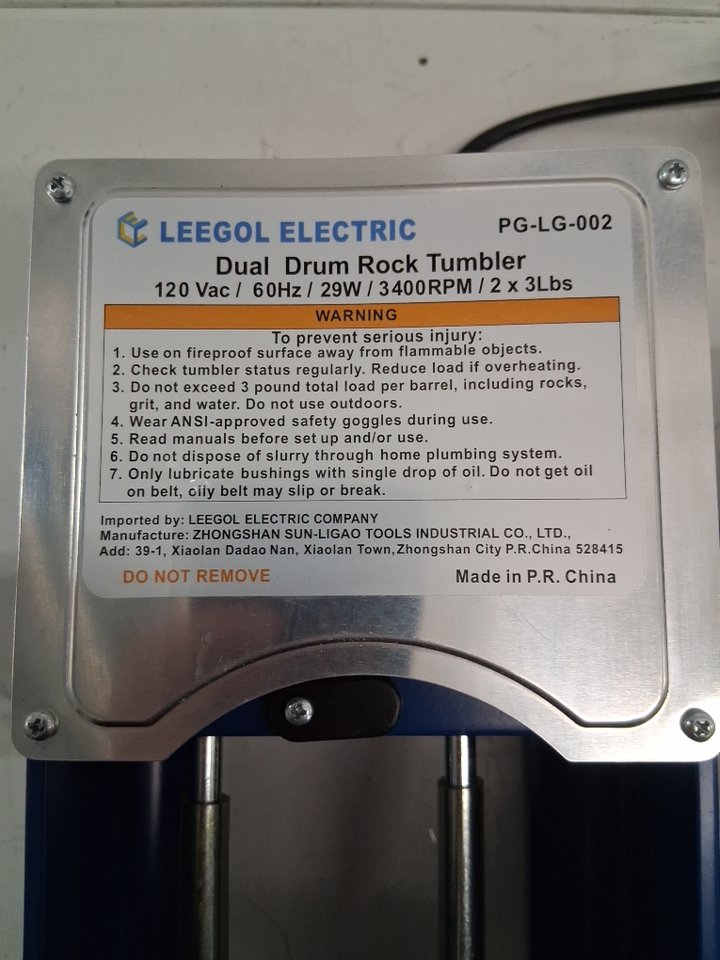 LEEGOL ELECTRIC
PG-LG-002
Dual Drum Rock Tumbler
120 Vac / 60Hz / 29W / 3400RPM / 2 x 3Lbs
WARNING
To prevent serious injury:
1. Use on fireproof surface away from flammable objects.
2. Check tumbler status regularly. Reduce load if overheating.
3. Do not exceed 3 pound total load per barrel, including rocks,
grit, and water. Do not use outdoors.
4. Wear ANSI-approved safety goggles during use.
5. Read manuals before set up and/or use.
6. Do not dispose of slurry through home plumbing system.
7. Only lubricate bushings with single drop of oil. Do not get oil
on belt, oily belt may slip or break.
Imported by: LEEGOL ELECTRIC COMPANY
Manufacture: ZHONGSHAN SUN-LIGAO TOOLS INDUSTRIAL CO., LTD.,
Add: 39-1, Xiaolan Dadao Nan, Xiaolan Town,Zhongshan City P.R.China 528415
DO NOT REMOVE
Made in P.R. China